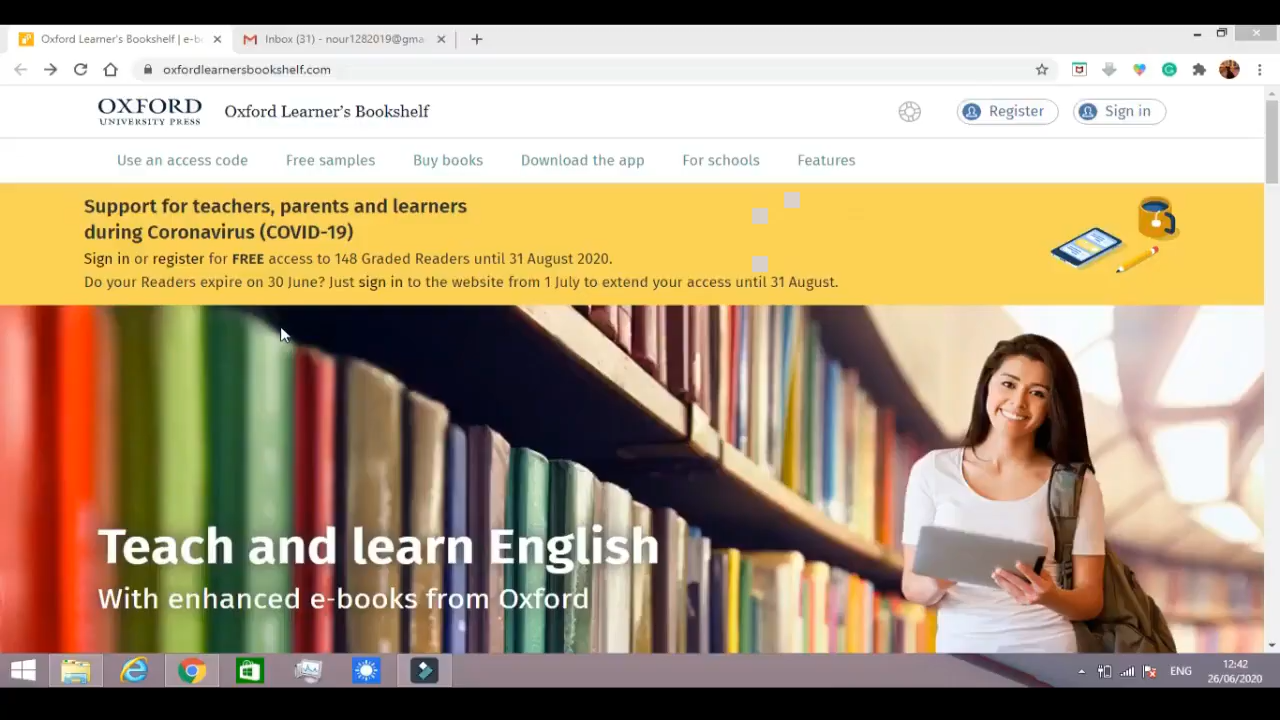 Oxford Learner's Bookshelf | e-b
Inbox (31) - nour1282019@gma
oxfordlearnersbookshelf.com
OXFORD
UNIVERSITY PRESS
Oxford Learner's Bookshelf
Register
Sign in
Use an access code
Free samples
Buy books
Download the app
For schools
Features
Support for teachers, parents and learners
during Coronavirus (COVID-19)
Sign in or register for FREE access to 148 Graded Readers until 31 August 2020.
Do your Readers expire on 30 June? Just sign in to the website from 1 July to extend your access until 31 August.
Teach and learn English
With enhanced e-books from Oxford
ENG
12:42
26/06/2020